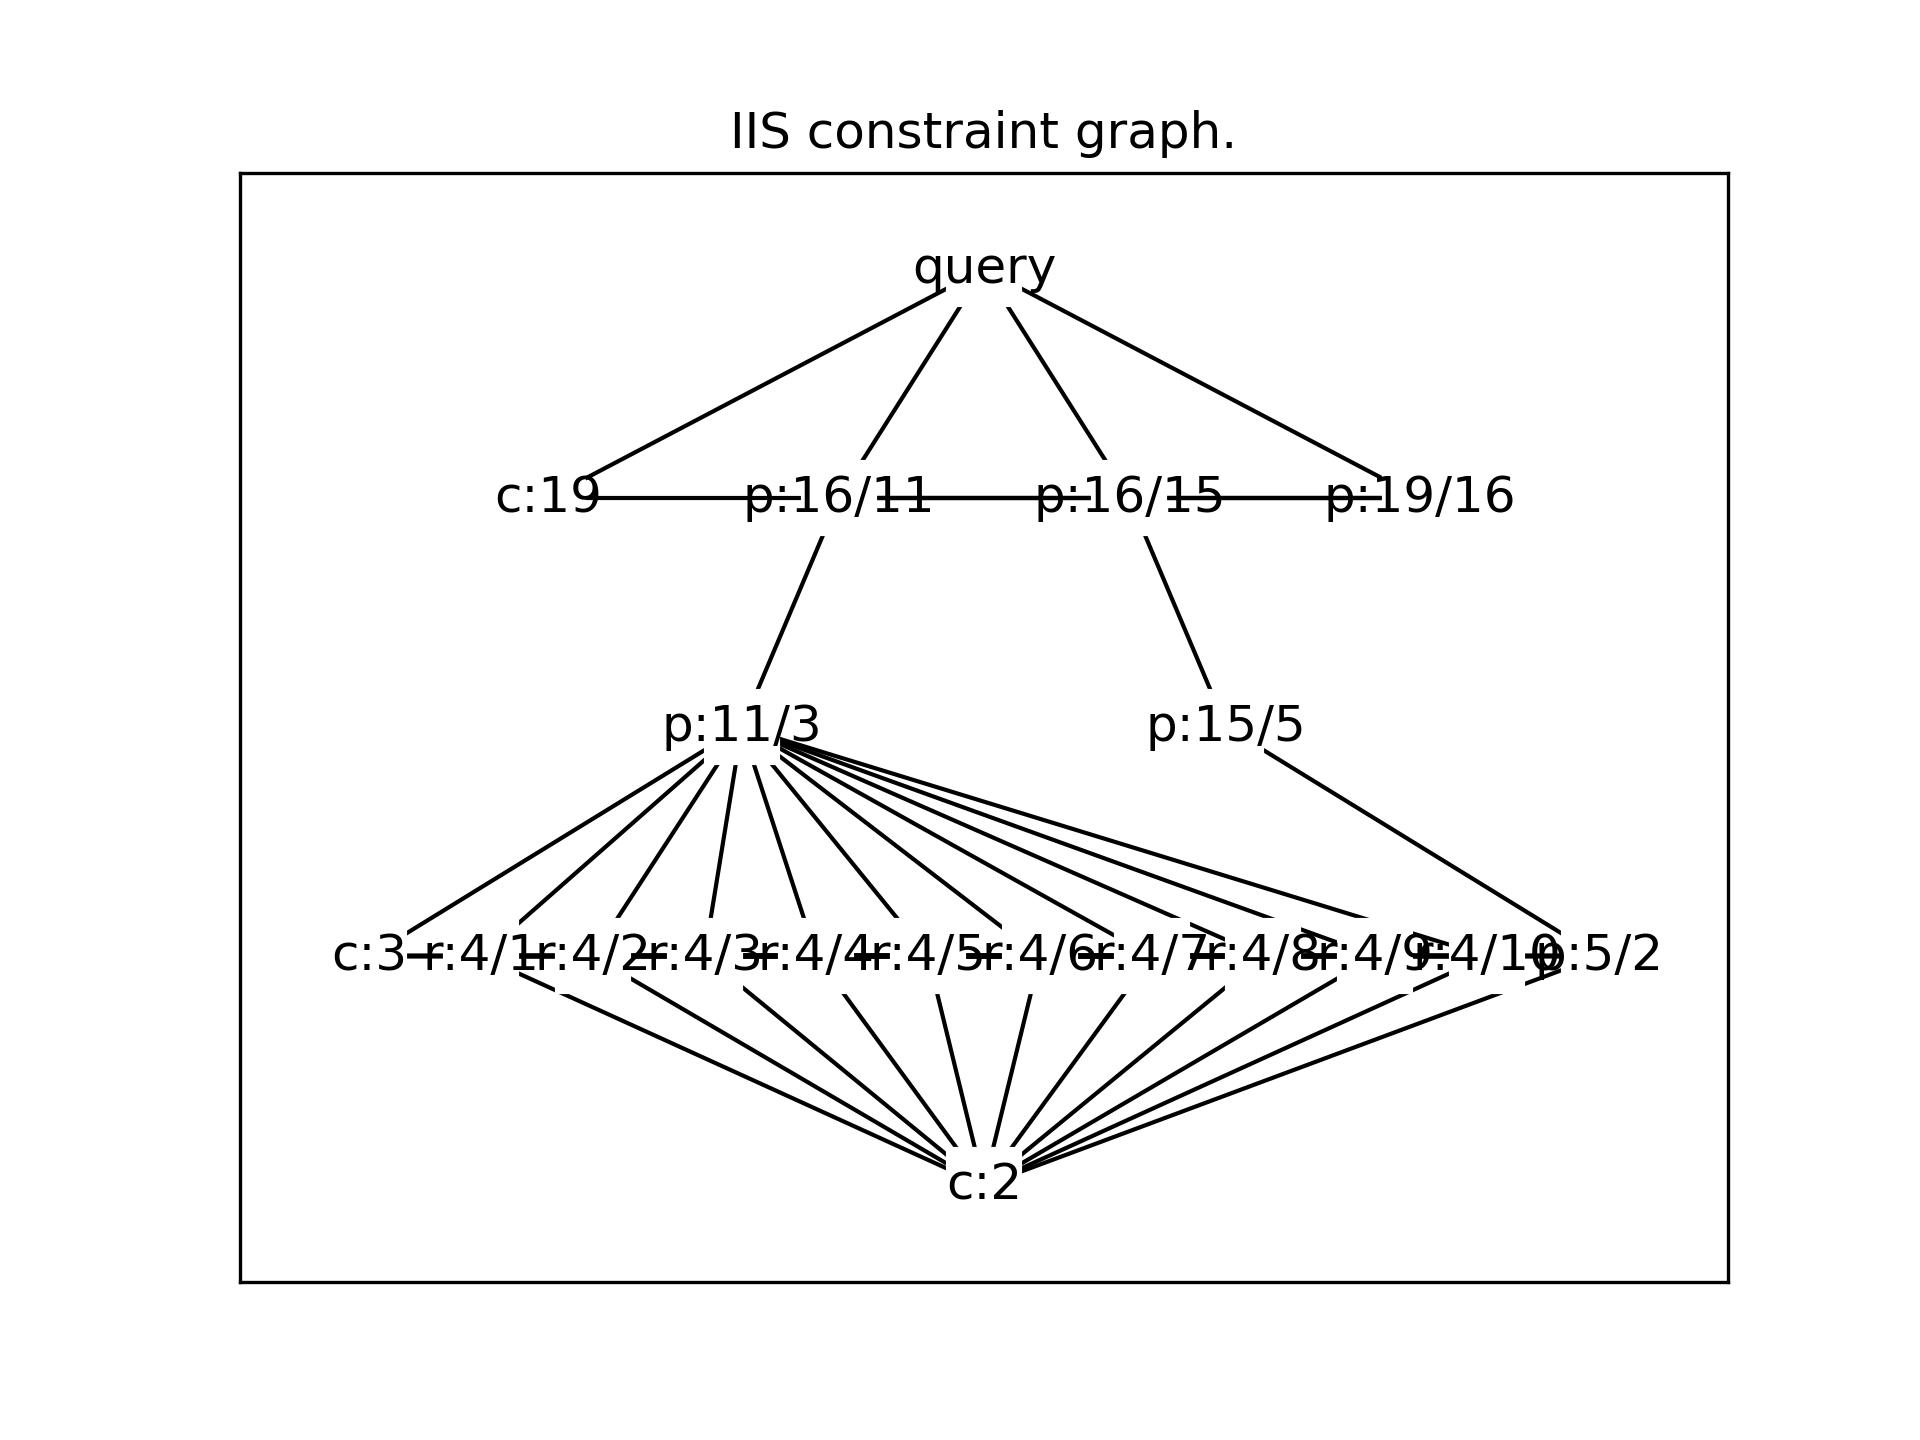 IIS constraint graph.
query
c:19 p:16/11 p:16/15 p:19/16
p:11/3 p:15/5
c:3 r:4/1 r:4/2 r:4/3 r:4/4 r:4/5 r:4/6 r:4/7 r:4/8 r:4/9 r:4/10 p:5/2
c:2